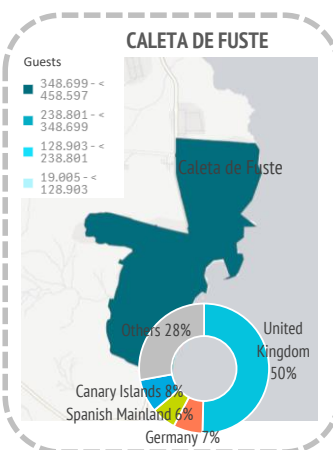 CALETA DE FUSTE
Guests
348.699 - <
458.597
238.801 - <
348.699
128.903 - <
238.801
19.005 - <
128.903
Caleta de Fuste
Others 28%
United
Kingdom
50%
Canary Islands 8%
Spanish Mainland 6%
Germany 7%